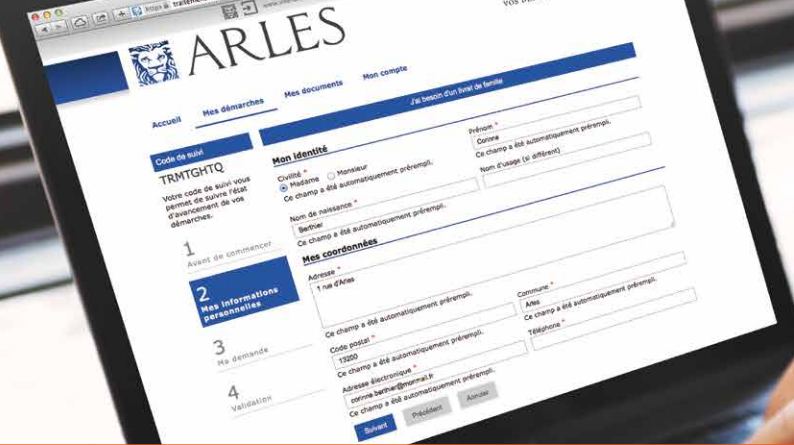 ARLES
Accueil
Mes démarches
Mes documents
Mon compte
J'ai besoin d'un livret de famille
Code de suivi
TRMTGHTQ
Votre code de suivi vous
permet de suivre l'état
d'avancement de vos
démarches.
1
Avant de commencer
2
Mes informations
personnelles
3
Ma demande
4
Validation
Mon identité
Civilité *
Madame Monsieur
Ce champ a été automatiquement prérempli.
Prénom *
Corinne
Ce champ a été automatiquement prérempli.
Nom de naissance *
Berthier
Ce champ a été automatiquement prérempli.
Nom d'usage (si différent)
Mes coordonnées
Adresse *
1 rue d'Arles
Ce champ a été automatiquement prérempli.
Code postal *
13200
Ce champ a été automatiquement prérempli.
Commune *
Arles
Ce champ a été automatiquement prérempli.
Adresse électronique *
corinne.berthier@monmail.fr
Ce champ a été automatiquement prérempli.
Téléphone *
Suivant
Précédent
Annuler